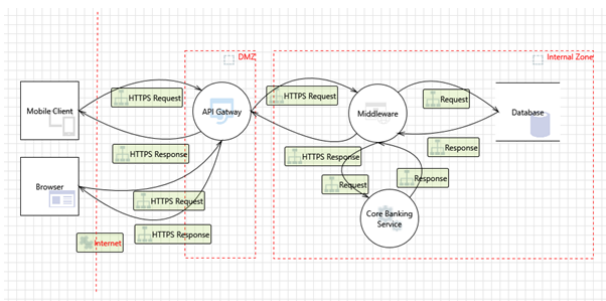 DMZ
Internal Zone
Mobile Client
HTTPS Request
API Gatway
HTTPS Request
Middleware
Request
Database
HTTPS Response
HTTPS Response
Response
Browser
HTTPS Request
Request
Response
HTTPS Response
Internet
Core Banking
Service